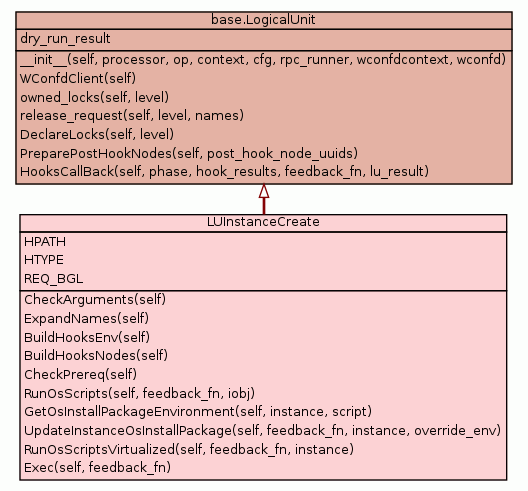 base.LogicalUnit
dry_run_result
__init__(self, processor, op, context, cfg, rpc_runner, wconfdcontext, wconfd)
WConfdClient(self)
owned_locks(self, level)
release_request(self, level, names)
DeclareLocks(self, level)
PreparePostHookNodes(self, post_hook_node_uuids)
HooksCallBack(self, phase, hook_results, feedback_fn, lu_result)
LUInstanceCreate
HPATH
HTYPE
REQ_BGL
CheckArguments(self)
ExpandNames(self)
BuildHooksEnv(self)
BuildHooksNodes(self)
CheckPrereq(self)
RunOsScripts(self, feedback_fn, iobj)
GetOsInstallPackageEnvironment(self, instance, script)
UpdateInstanceOsInstallPackage(self, feedback_fn, instance, override_env)
RunOsScriptsVirtualized(self, feedback_fn, instance)
Exec(self, feedback_fn)